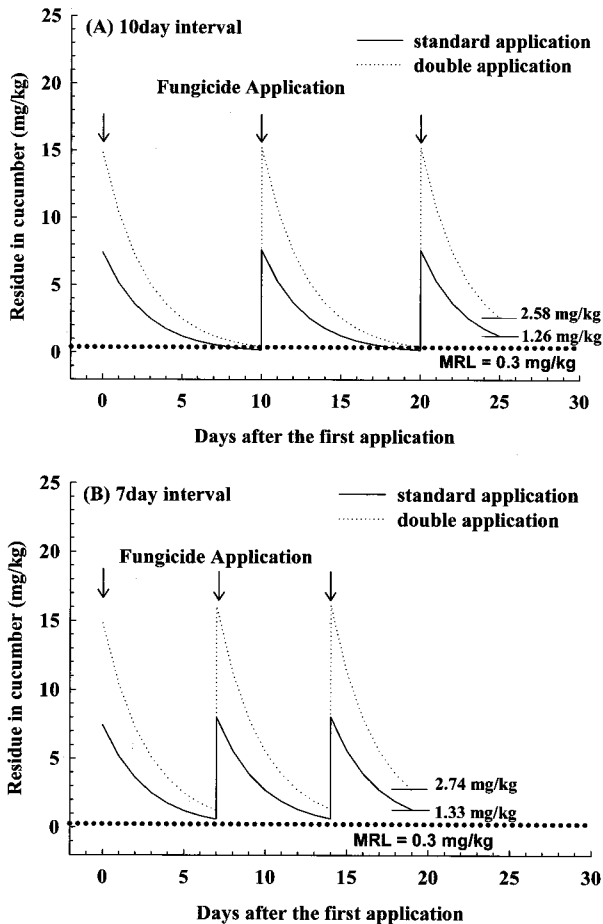 (A) 10day interval
standard application
double application
Fungicide Application
Residue in cucumber (mg/kg)
25
20
15
10
5
0
2.58 mg/kg
1.26 mg/kg
MRL = 0.3 mg/kg
0 5 10 15 20 25 30
Days after the first application
(B) 7day interval
standard application
double application
Fungicide Application
Residue in cucumber (mg/kg)
25
20
15
10
5
0
2.74 mg/kg
1.33 mg/kg
MRL = 0.3 mg/kg
0 5 10 15 20 25 30
Days after the first application